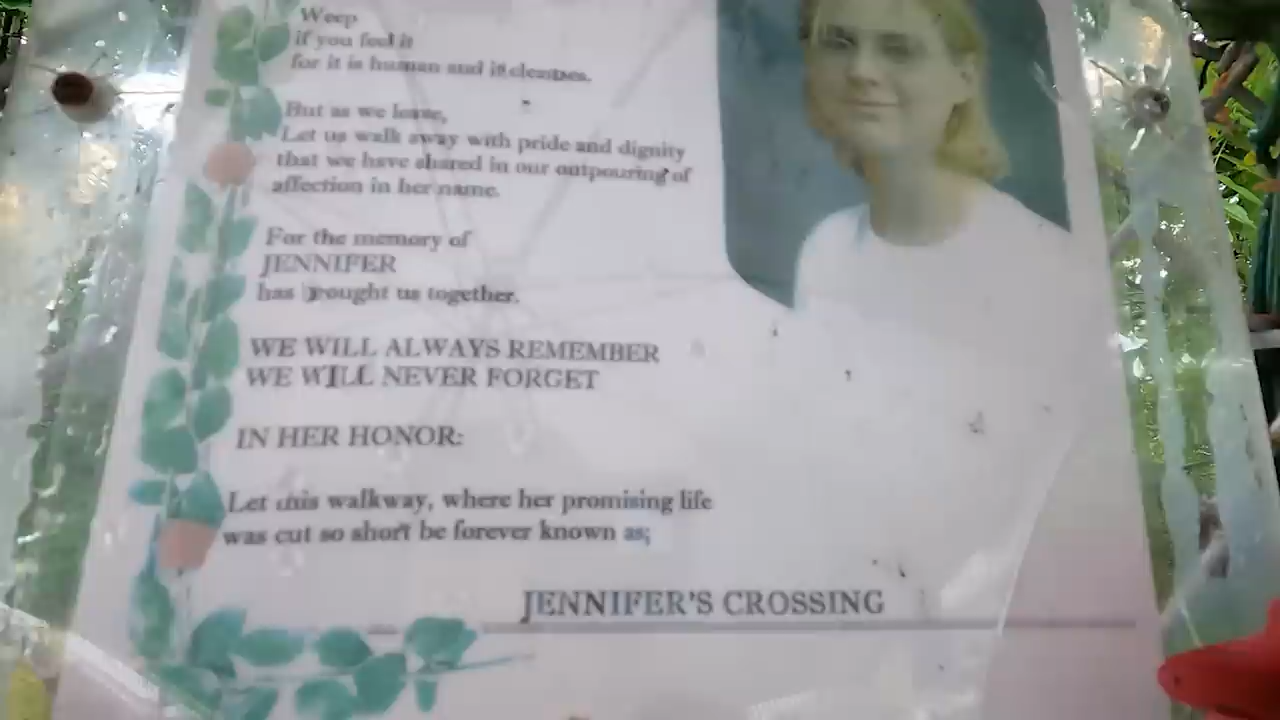 Weep
if you feel it
for it is human and it cleanses.
But as we leave,
Let us walk away with pride and dignity
that we have shared in our outpouring of
affection in her name.
For the memory of
JENNIFER
has brought us together.
WE WILL ALWAYS REMEMBER
WE WILL NEVER FORGET
IN HER HONOR:
Let this walkway, where her promising life
was cut so short be forever known as;
JENNIFER'S CROSSING